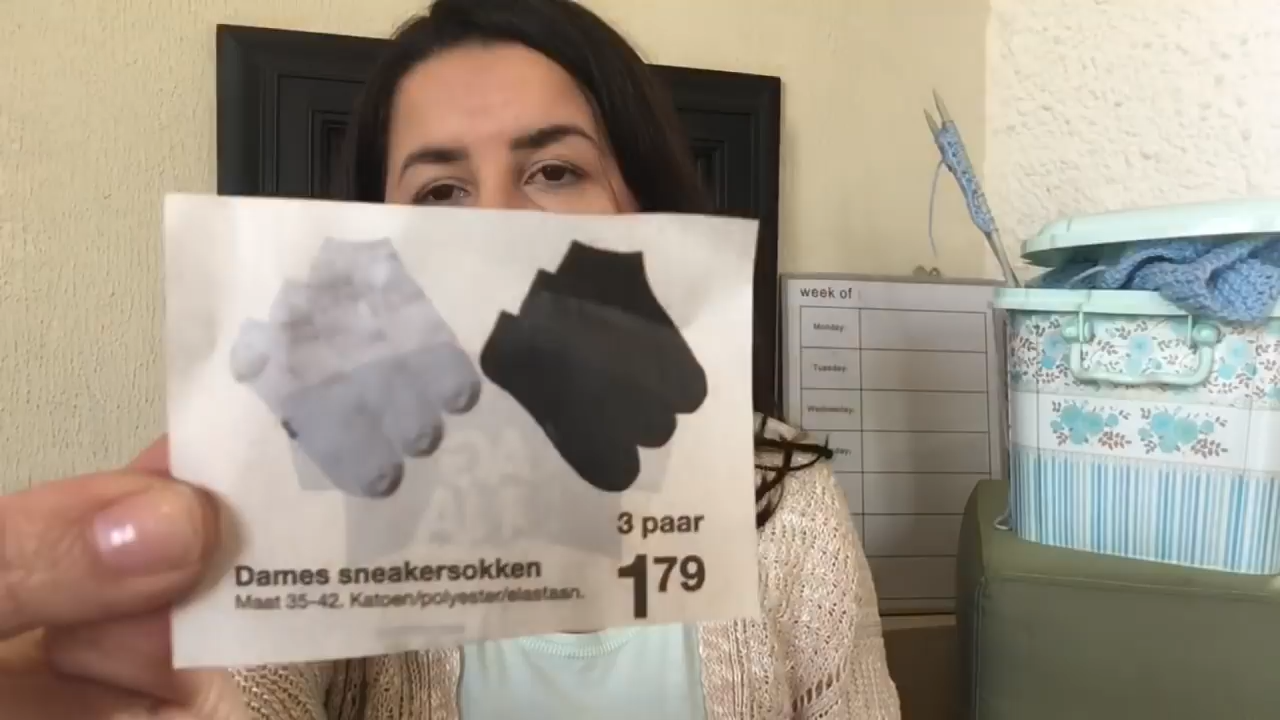 3 paar
1 79
Dames sneakersokken
Maat 35-42. Katoen/polyester/elastaan.
week of
Monday:
Tuesday:
Wednesday: